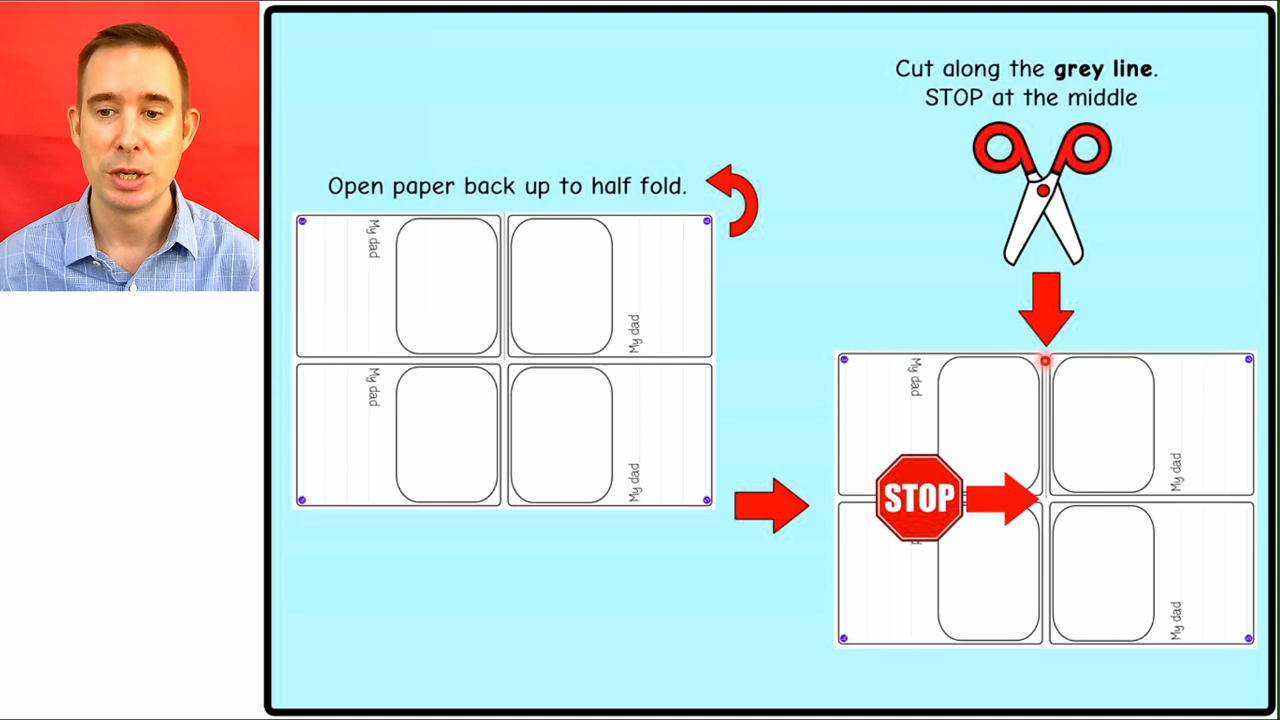 Cut along the grey line.
STOP at the middle
Open paper back up to half fold.
My dad
My dad
My dad
My dad
My dad
My dad
STOP
My dad